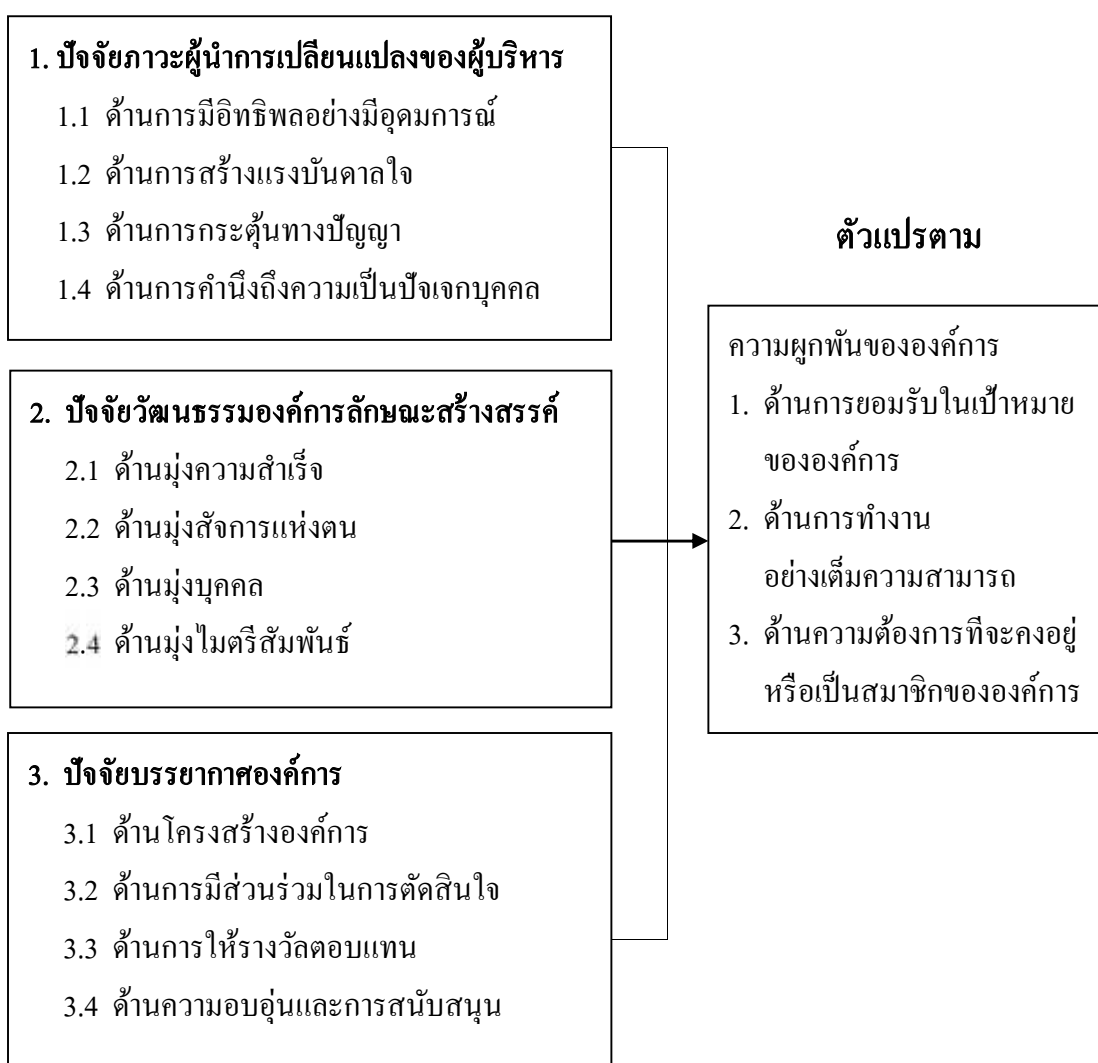 1. ปัจจัยภาวะผู้นำการเปลี่ยนแปลงของผู้บริหาร
1.1 ด้านการมีอิทธิพลอย่างมีอุดมการณ์
1.2 ด้านการสร้างแรงบันดาลใจ
1.3 ด้านการกระตุ้นทางปัญญา
1.4 ด้านการคำนึงถึงความเป็นปัจเจกบุคคล
2. ปัจจัยวัฒนธรรมองค์การลักษณะสร้างสรรค์
2.1 ด้านมุ่งความสำเร็จ
2.2 ด้านมุ่งสัจการแห่งตน
2.3 ด้านมุ่งบุคคล
2.4 ด้านมุ่งไมตรีสัมพันธ์
3. ปัจจัยบรรยากาศองค์การ
3.1 ด้านโครงสร้างองค์การ
3.2 ด้านการมีส่วนร่วมในการตัดสินใจ
3.3 ด้านการให้รางวัลตอบแทน
3.4 ด้านความอบอุ่นและการสนับสนุน
ตัวแปรตาม
ความผูกพันขององค์การ
1. ด้านการยอมรับในเป้าหมาย
ขององค์การ
2. ด้านการทำงาน
อย่างเต็มความสามารถ
3. ด้านความต้องการที่จะคงอยู่
หรือเป็นสมาชิกขององค์การ